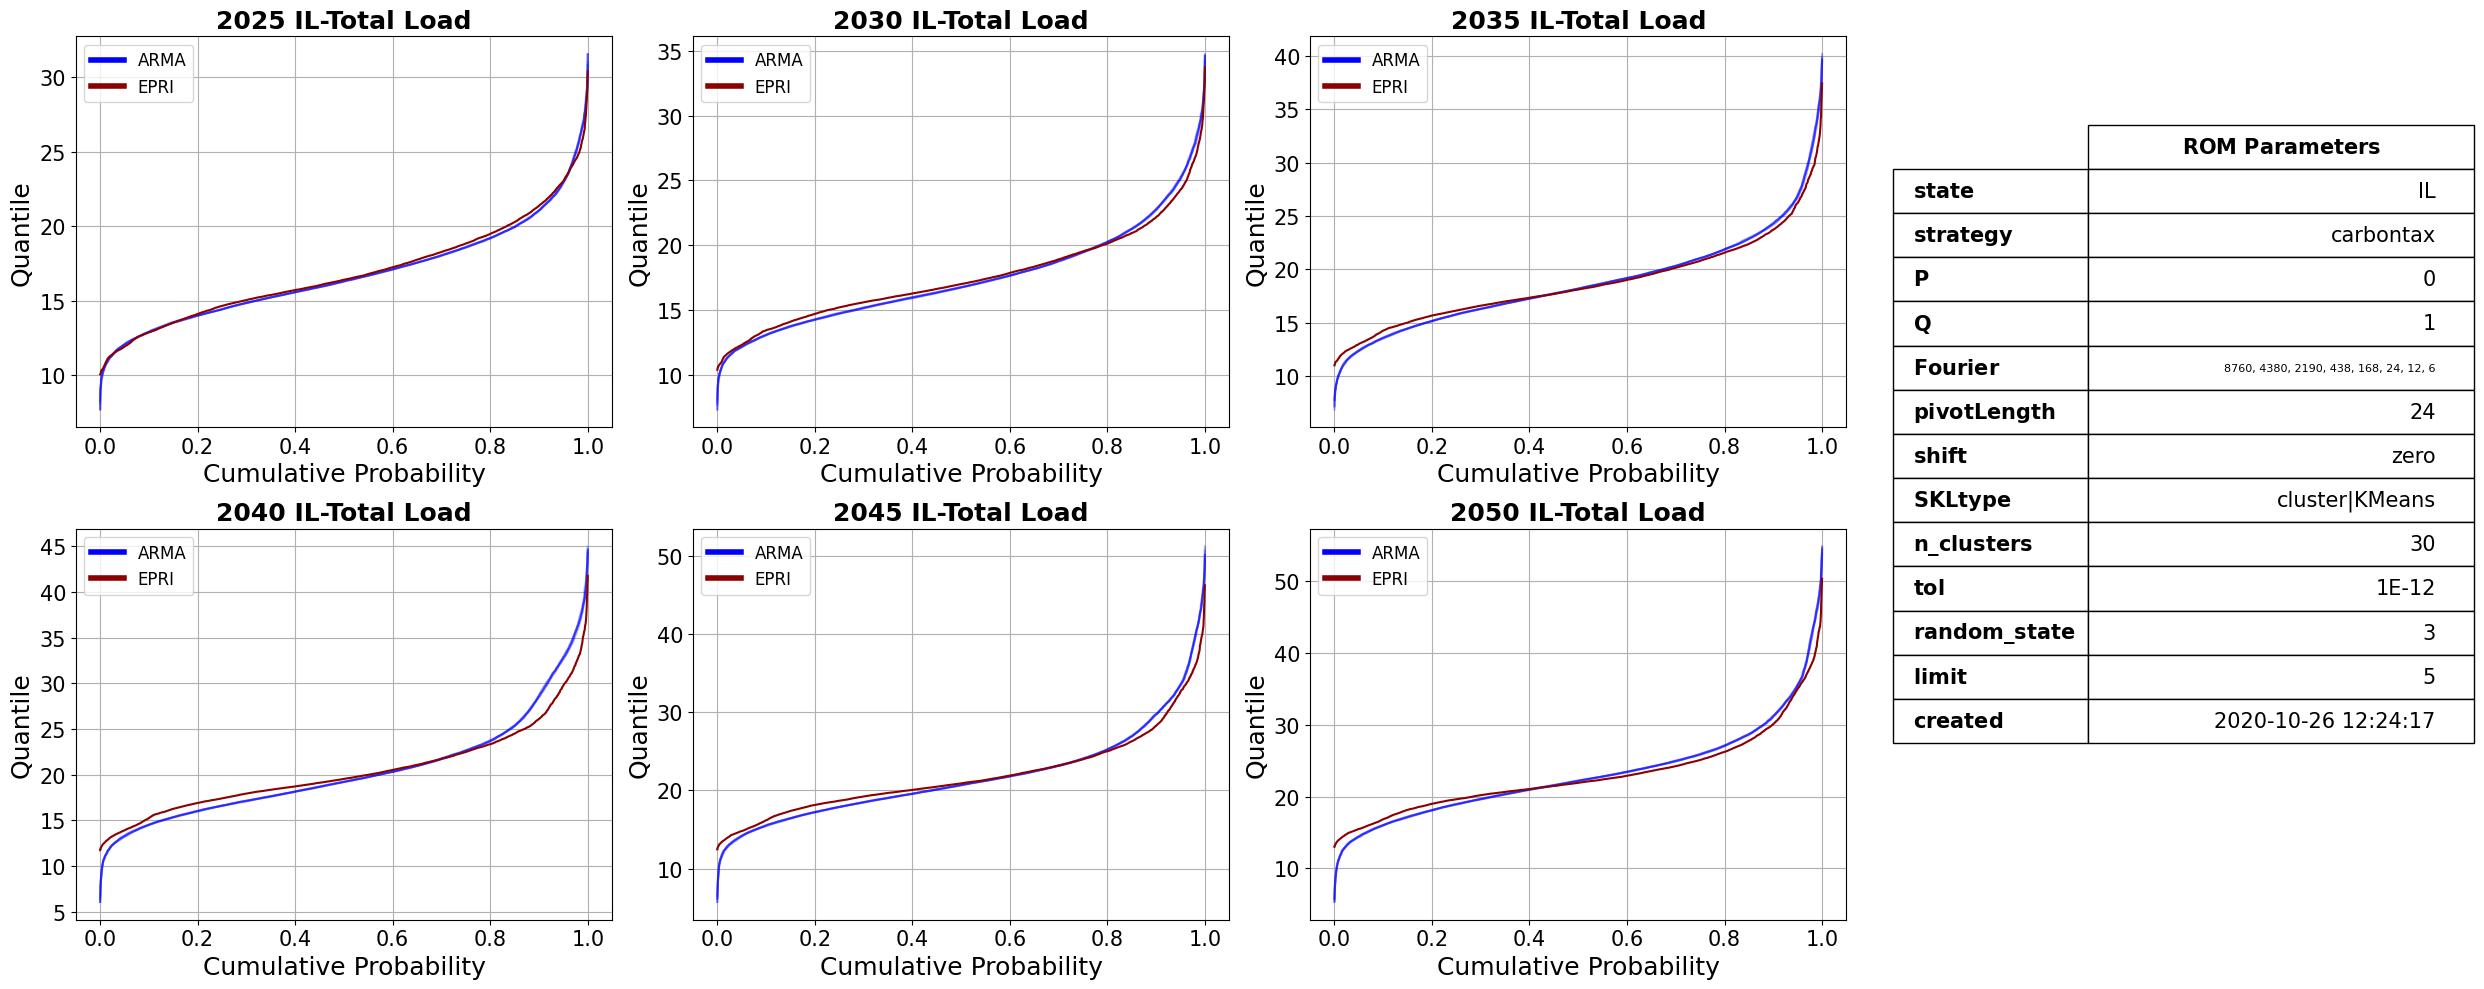 2025 IL-Total Load
ARMA
EPRI
30
25
20
15
10
Quantile
0.0 0.2 0.4 0.6 0.8 1.0
Cumulative Probability
2030 IL-Total Load
ARMA
EPRI
35
30
25
20
15
10
Quantile
0.0 0.2 0.4 0.6 0.8 1.0
Cumulative Probability
2035 IL-Total Load
ARMA
EPRI
40
35
30
25
20
15
10
Quantile
0.0 0.2 0.4 0.6 0.8 1.0
Cumulative Probability
2040 IL-Total Load
ARMA
EPRI
45
40
35
30
25
20
15
10
5
Quantile
0.0 0.2 0.4 0.6 0.8 1.0
Cumulative Probability
2045 IL-Total Load
ARMA
EPRI
50
40
30
20
10
Quantile
0.0 0.2 0.4 0.6 0.8 1.0
Cumulative Probability
2050 IL-Total Load
ARMA
EPRI
50
40
30
20
10
Quantile
0.0 0.2 0.4 0.6 0.8 1.0
Cumulative Probability
ROM Parameters
state IL
strategy carbontax
P 0
Q 1
Fourier 8760, 4380, 2190, 438, 168, 24, 12, 6
pivotLength 24
shift zero
SKLtype cluster|KMeans
n_clusters 30
tol 1E-12
random_state 3
limit 5
created 2020-10-26 12:24:17